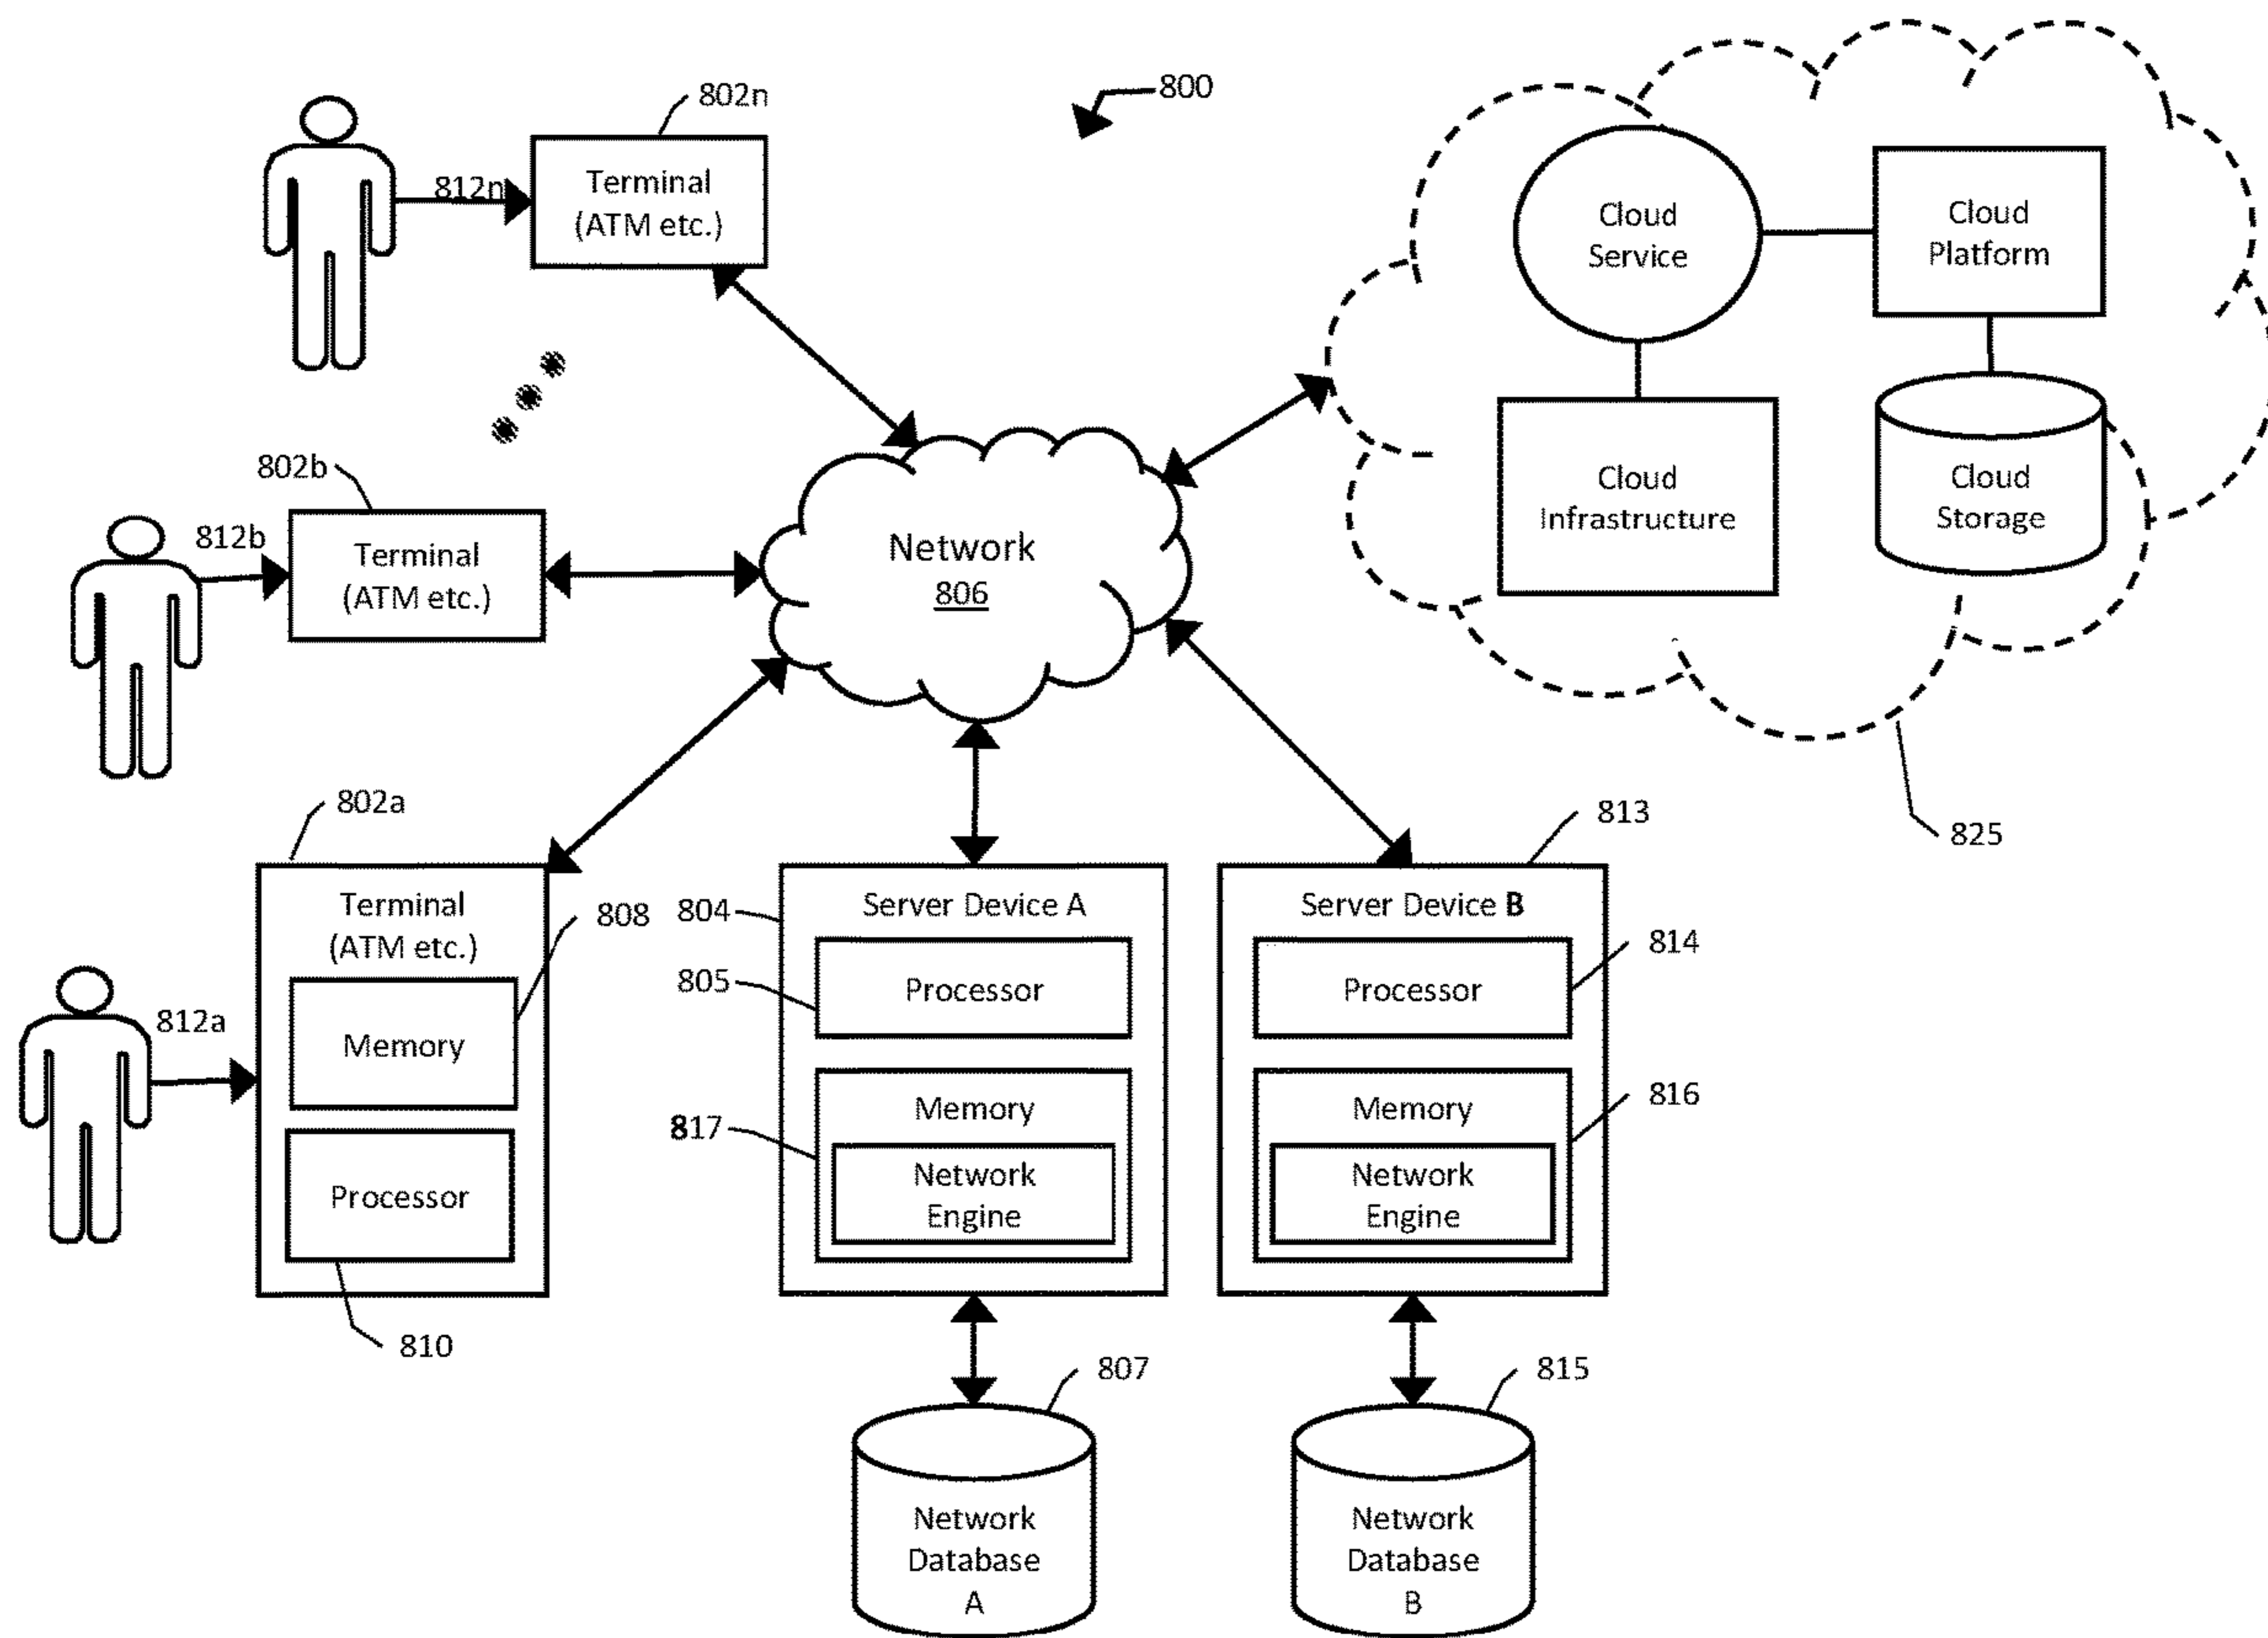 800
802n
812n
Terminal
(ATM etc.)
Cloud
Service
Cloud
Platform
Cloud
Infrastructure
Cloud
Storage
825
802b
812b
Terminal
(ATM etc.)
Network
806
802a
812a
Terminal
(ATM etc.)
808
Memory
Processor
810
804
Server Device A
805
Processor
817
Memory
Network
Engine
813
Server Device B
814
Processor
816
Memory
Network
Engine
807
Network
Database
A
815
Network
Database
B